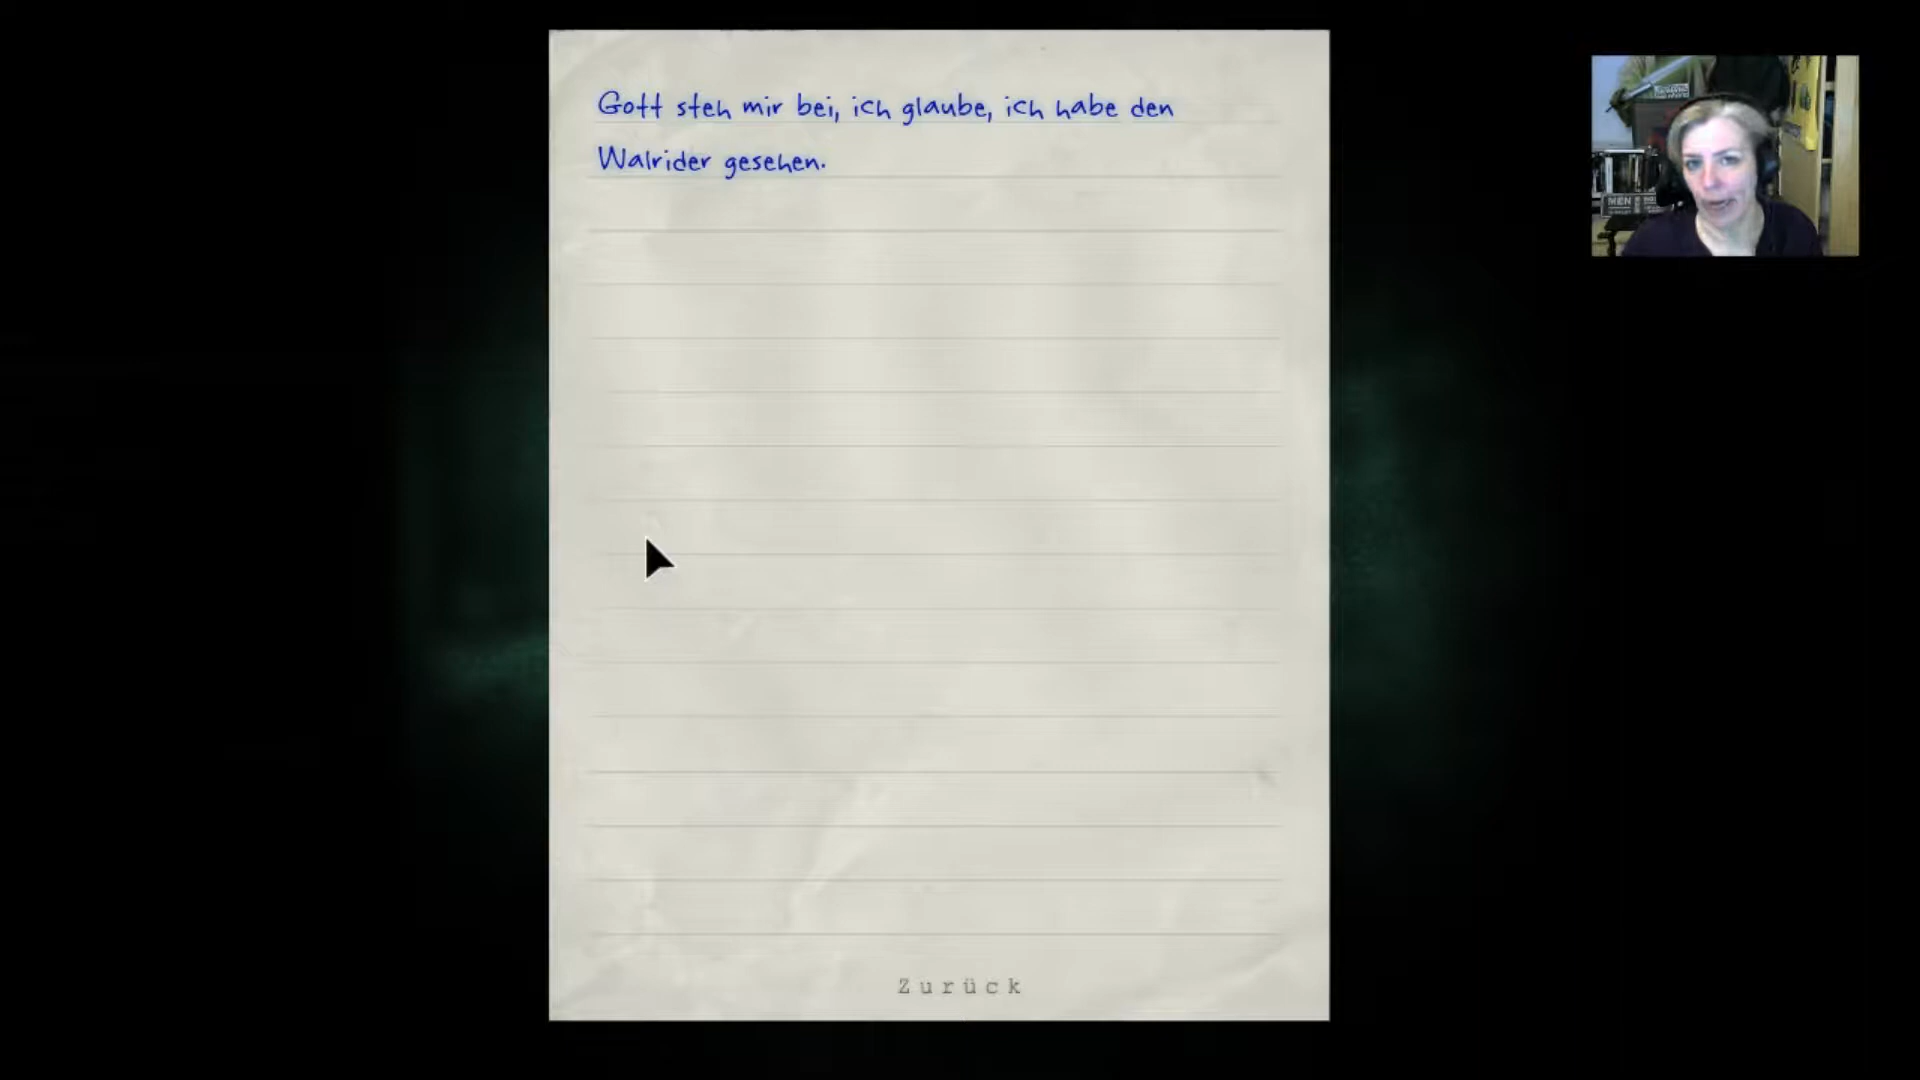 Gott steh mir bei, ich glaube, ich habe den
Walrider gesehen.
Zurück